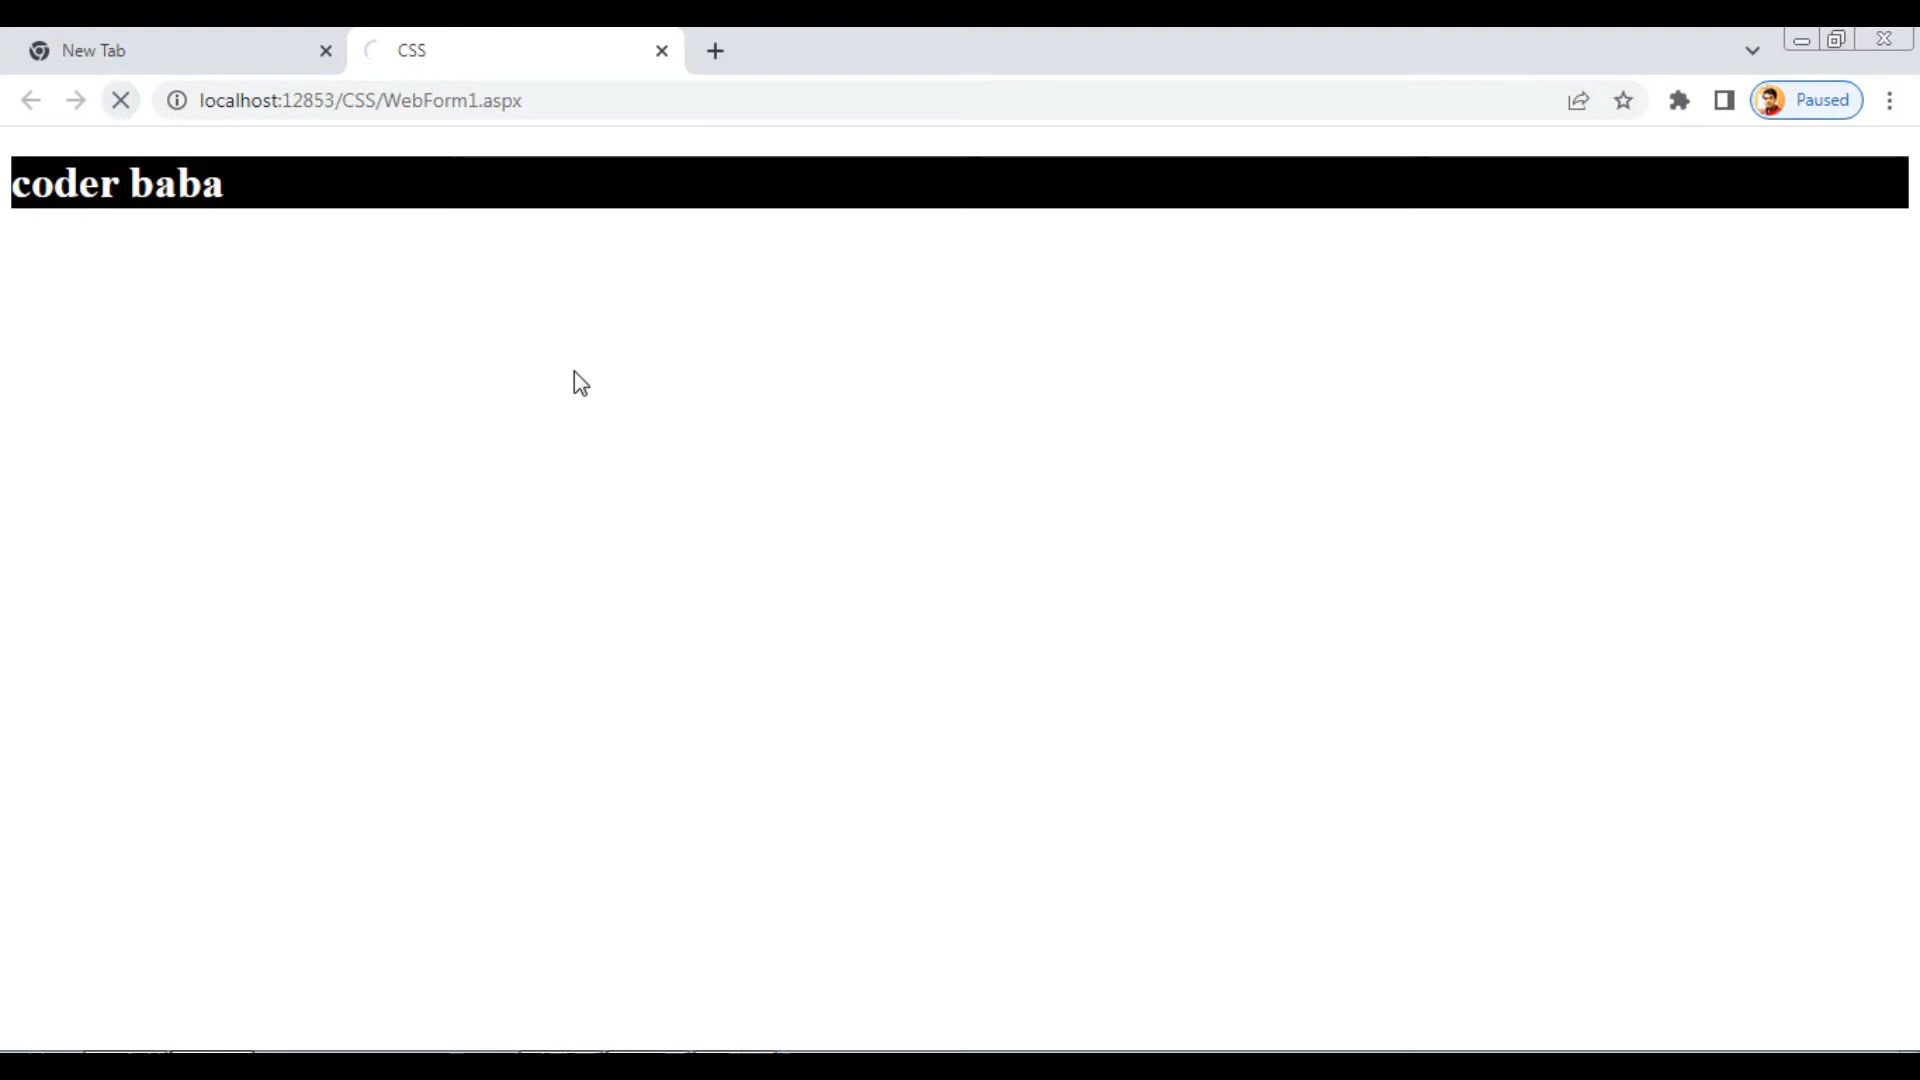 New Tab
CSS
localhost:12853/CSS/WebForm1.aspx
Paused
coder baba